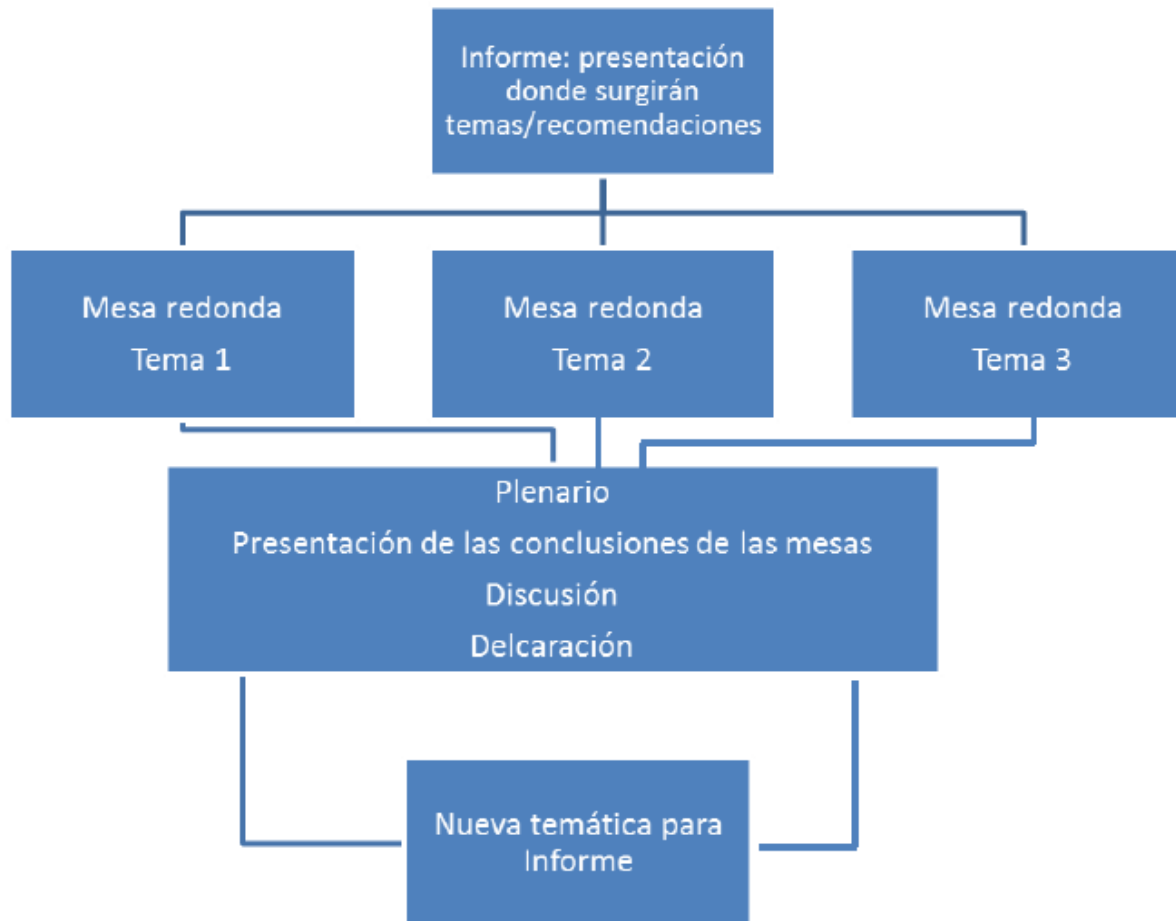 Informe: presentación
donde surgirán
temas/recomendaciones
Mesa redonda
Tema 1
Mesa redonda
Tema 2
Mesa redonda
Tema 3
Plenario
Presentación de las conclusiones de las mesas
Discusión
Delcaración
Nueva temática para
Informe